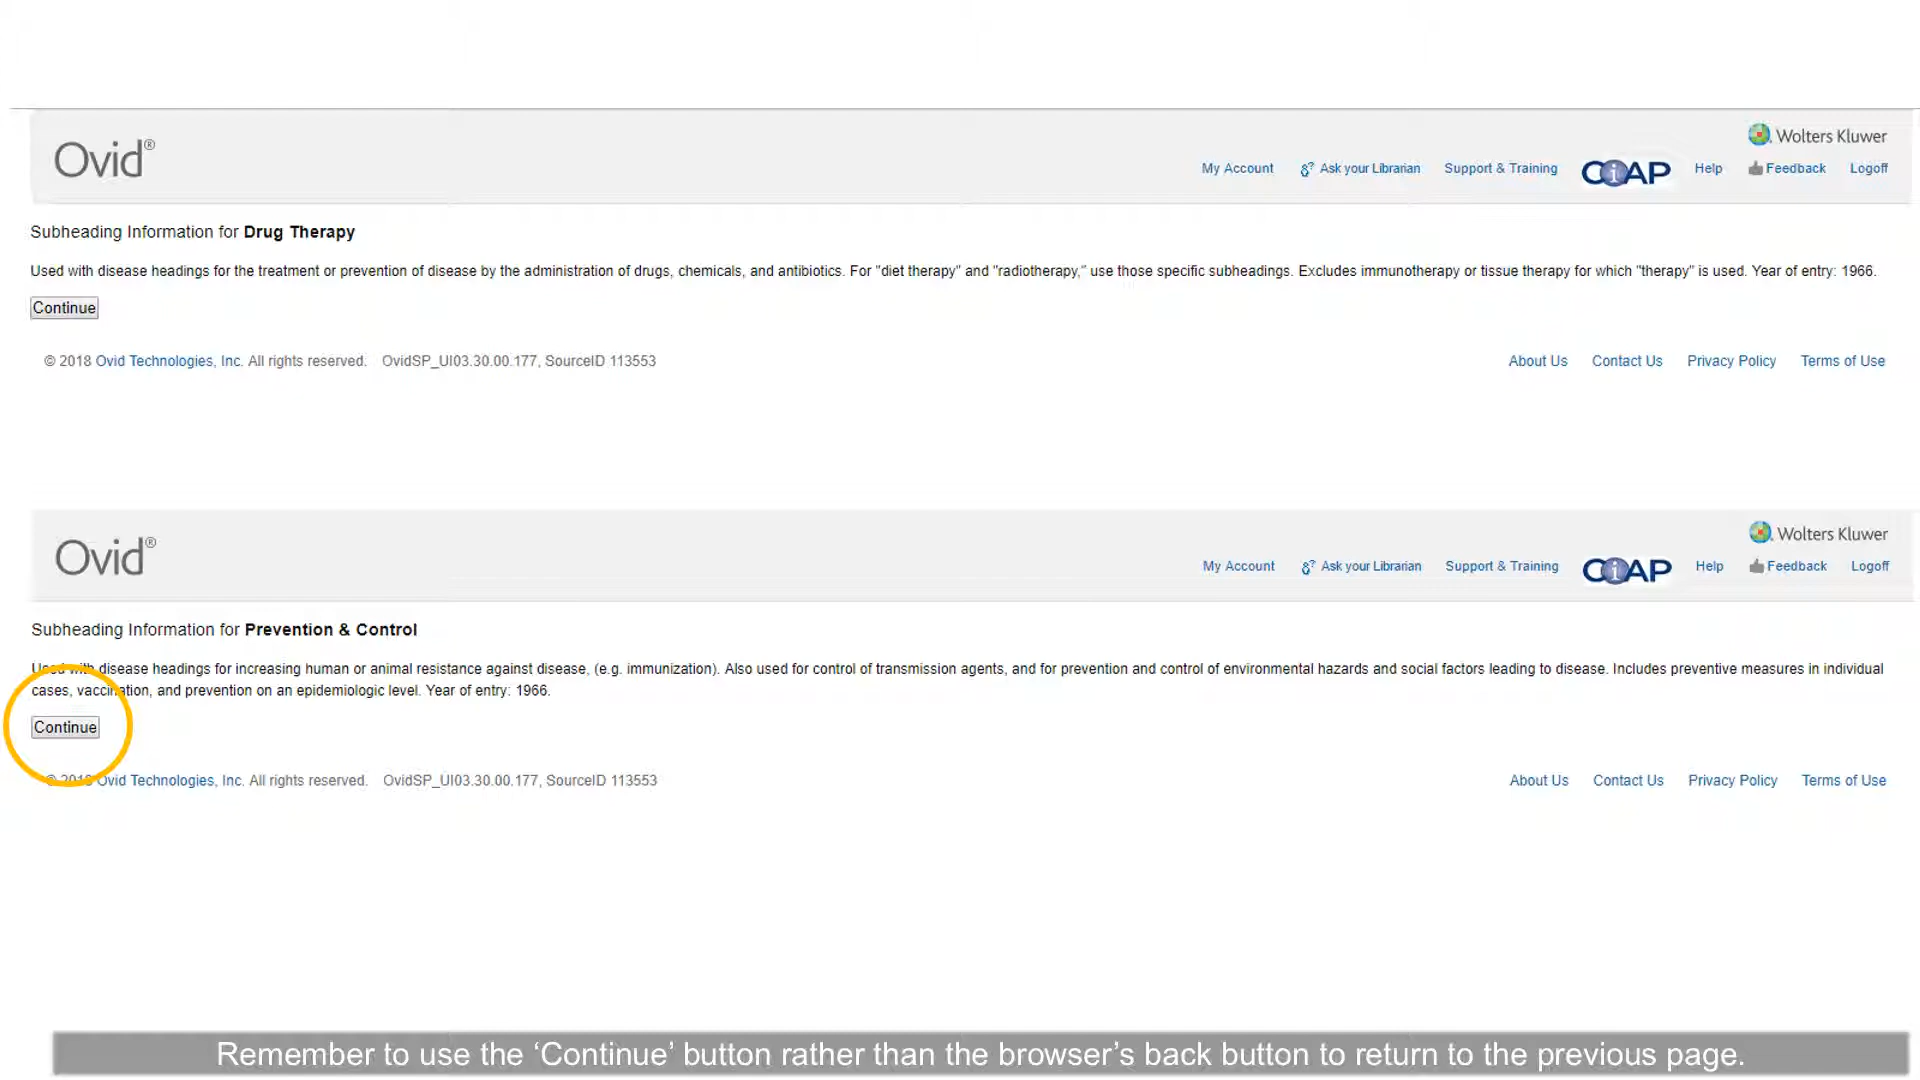 Wolters Kluwer
Ovid®
My Account Ask your Librarian Support & Training CiAP Help Feedback Logoff
Subheading Information for Drug Therapy
Used with disease headings for the treatment or prevention of disease by the administration of drugs, chemicals, and antibiotics. For "diet therapy" and "radiotherapy," use those specific subheadings. Excludes immunotherapy or tissue therapy for which "therapy" is used. Year of entry: 1966.
Continue
© 2018 Ovid Technologies, Inc. All rights reserved. OvidSP_UI03.30.00.177, SourceID 113553 About Us Contact Us Privacy Policy Terms of Use
Wolters Kluwer
Ovid®
My Account Ask your Librarian Support & Training CiAP Help Feedback Logoff
Subheading Information for Prevention & Control
Used with disease headings for increasing human or animal resistance against disease, (e.g. immunization). Also used for control of transmission agents, and for prevention and control of environmental hazards and social factors leading to disease. Includes preventive measures in individual
cases, vaccination, and prevention on an epidemiologic level. Year of entry: 1966.
Continue
© 2018 Ovid Technologies, Inc. All rights reserved. OvidSP_UI03.30.00.177, SourceID 113553 About Us Contact Us Privacy Policy Terms of Use
Remember to use the ‘Continue’ button rather than the browser’s back button to return to the previous page.